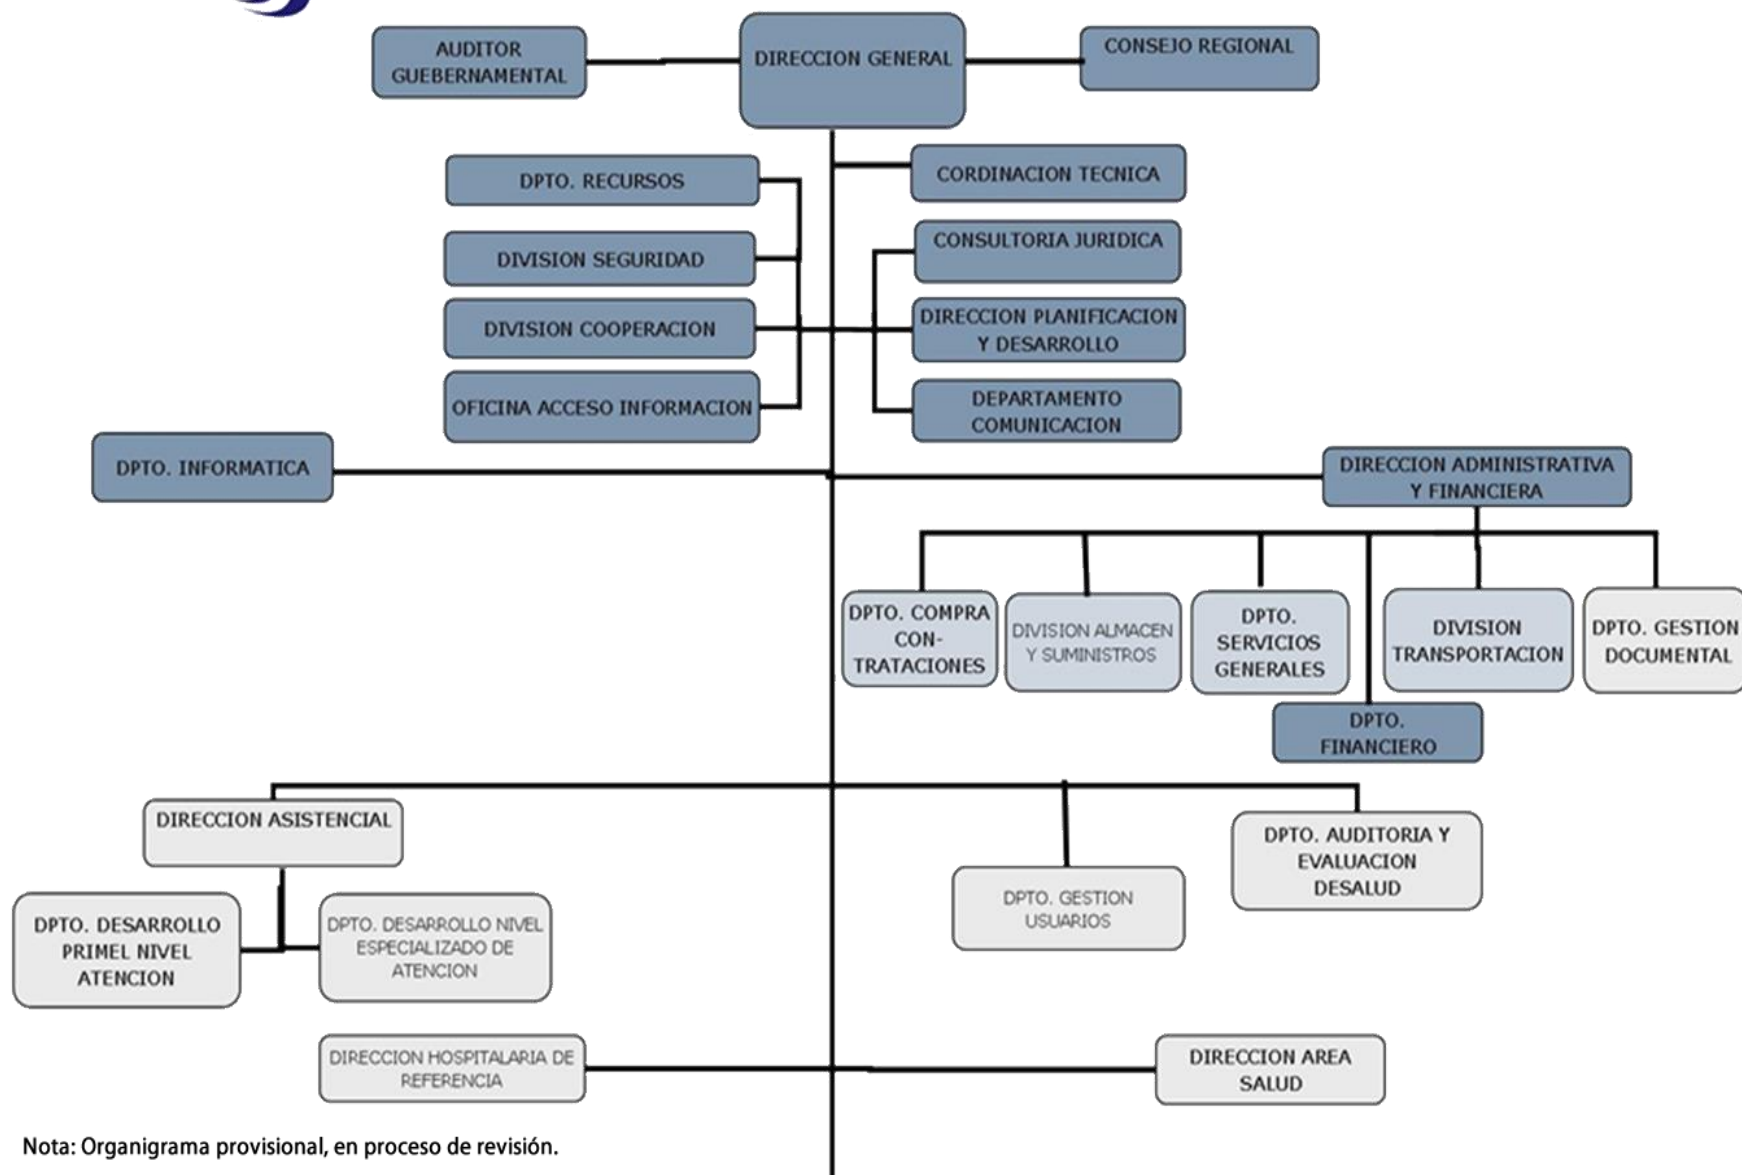 AUDITOR
GUEBERNAMENTAL
DIRECCION GENERAL
CONSEJO REGIONAL
DPTO. RECURSOS
CORDINACION TECNICA
DIVISION SEGURIDAD
CONSULTORIA JURIDICA
DIVISION COOPERACION
DIRECCION PLANIFICACION
Y DESARROLLO
OFICINA ACCESO INFORMACION
DEPARTAMENTO
COMUNICACION
DPTO. INFORMATICA
DIRECCION ADMINISTRATIVA
Y FINANCIERA
DPTO. COMPRA
CON-
TRATACIONES
DIVISION ALMACEN
Y SUMINISTROS
DPTO.
SERVICIOS
GENERALES
DIVISION
TRANSPORTACION
DPTO. GESTION
DOCUMENTAL
DPTO.
FINANCIERO
DIRECCION ASISTENCIAL
DPTO. AUDITORIA Y
EVALUACION
DESALUD
DPTO. GESTION
USUARIOS
DPTO. DESARROLLO
PRIMEL NIVEL
ATENCION
DPTO. DESARROLLO NIVEL
ESPECIALIZADO DE
ATENCION
DIRECCION HOSPITALARIA DE
REFERENCIA
DIRECCION AREA
SALUD
Nota: Organigrama provisional, en proceso de revisión.